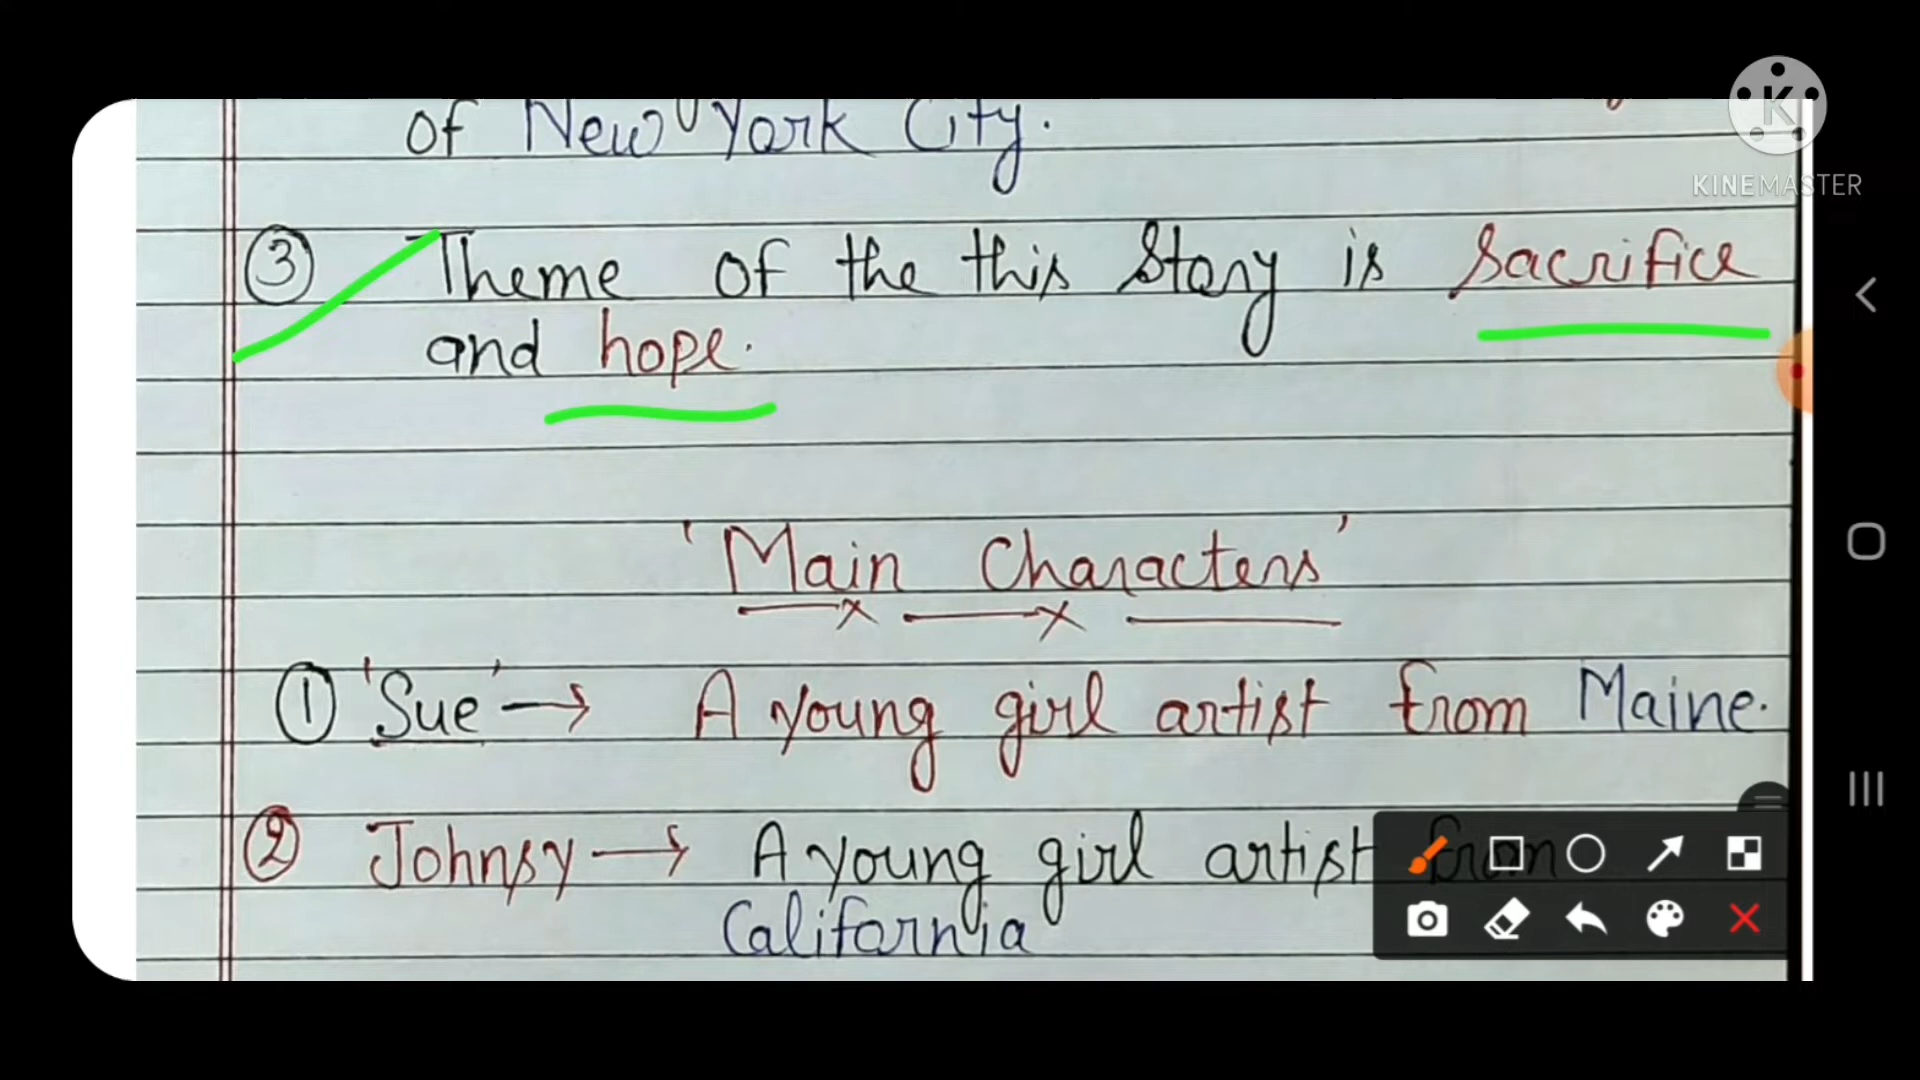 of New York City.
KINEMASTER
③ Theme of the this Story is sacrifice
and hope.
'Main Characters'
① 'Sue' → A young girl artist from Maine.
② Johnsy → A young girl artist from
California